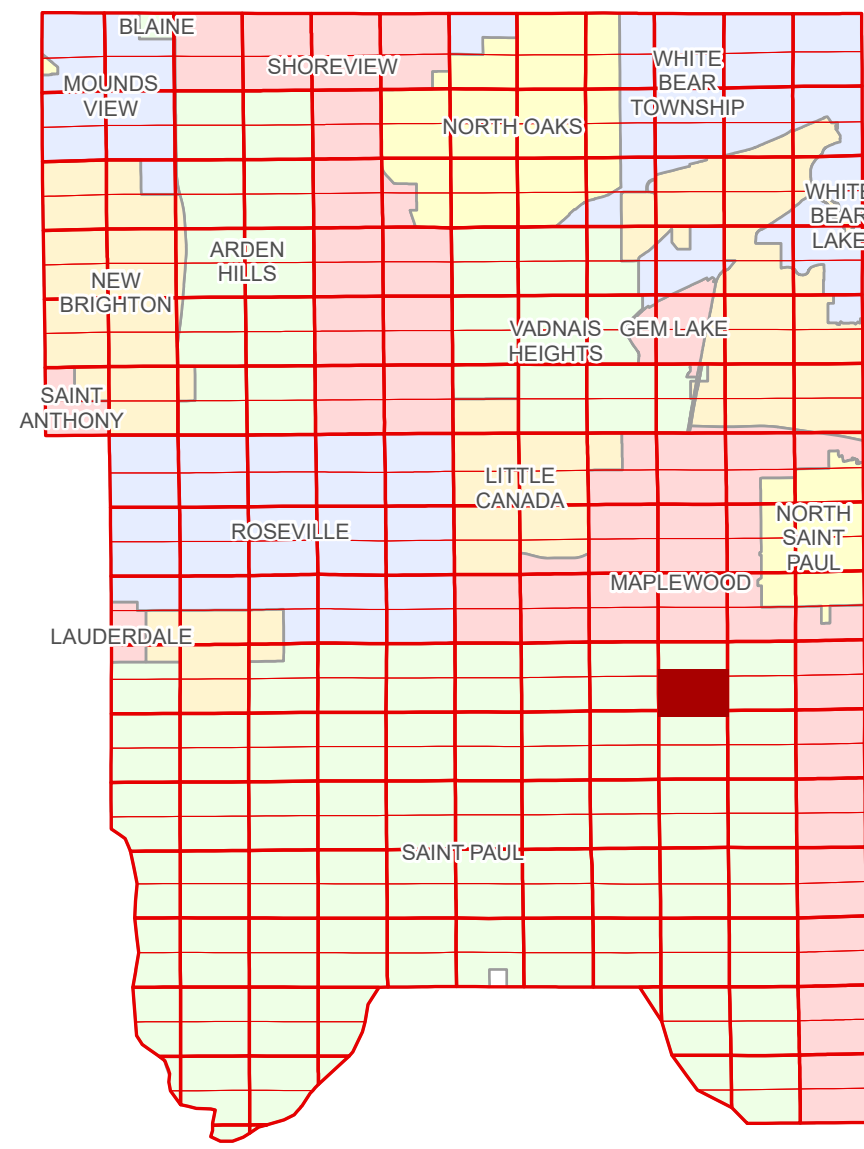 BLAINE
SHOREVIEW
WHITE
BEAR
TOWNSHIP
MOUNDS
VIEW
NORTH OAKS
WHITE
BEAR
LAKE
ARDEN
HILLS
NEW
BRIGHTON
VADNAIS
HEIGHTS
GEM LAKE
SAINT
ANTHONY
LITTLE
CANADA
NORTH
SAINT
PAUL
ROSEVILLE
MAPLEWOOD
LAUDERDALE
SAINT PAUL